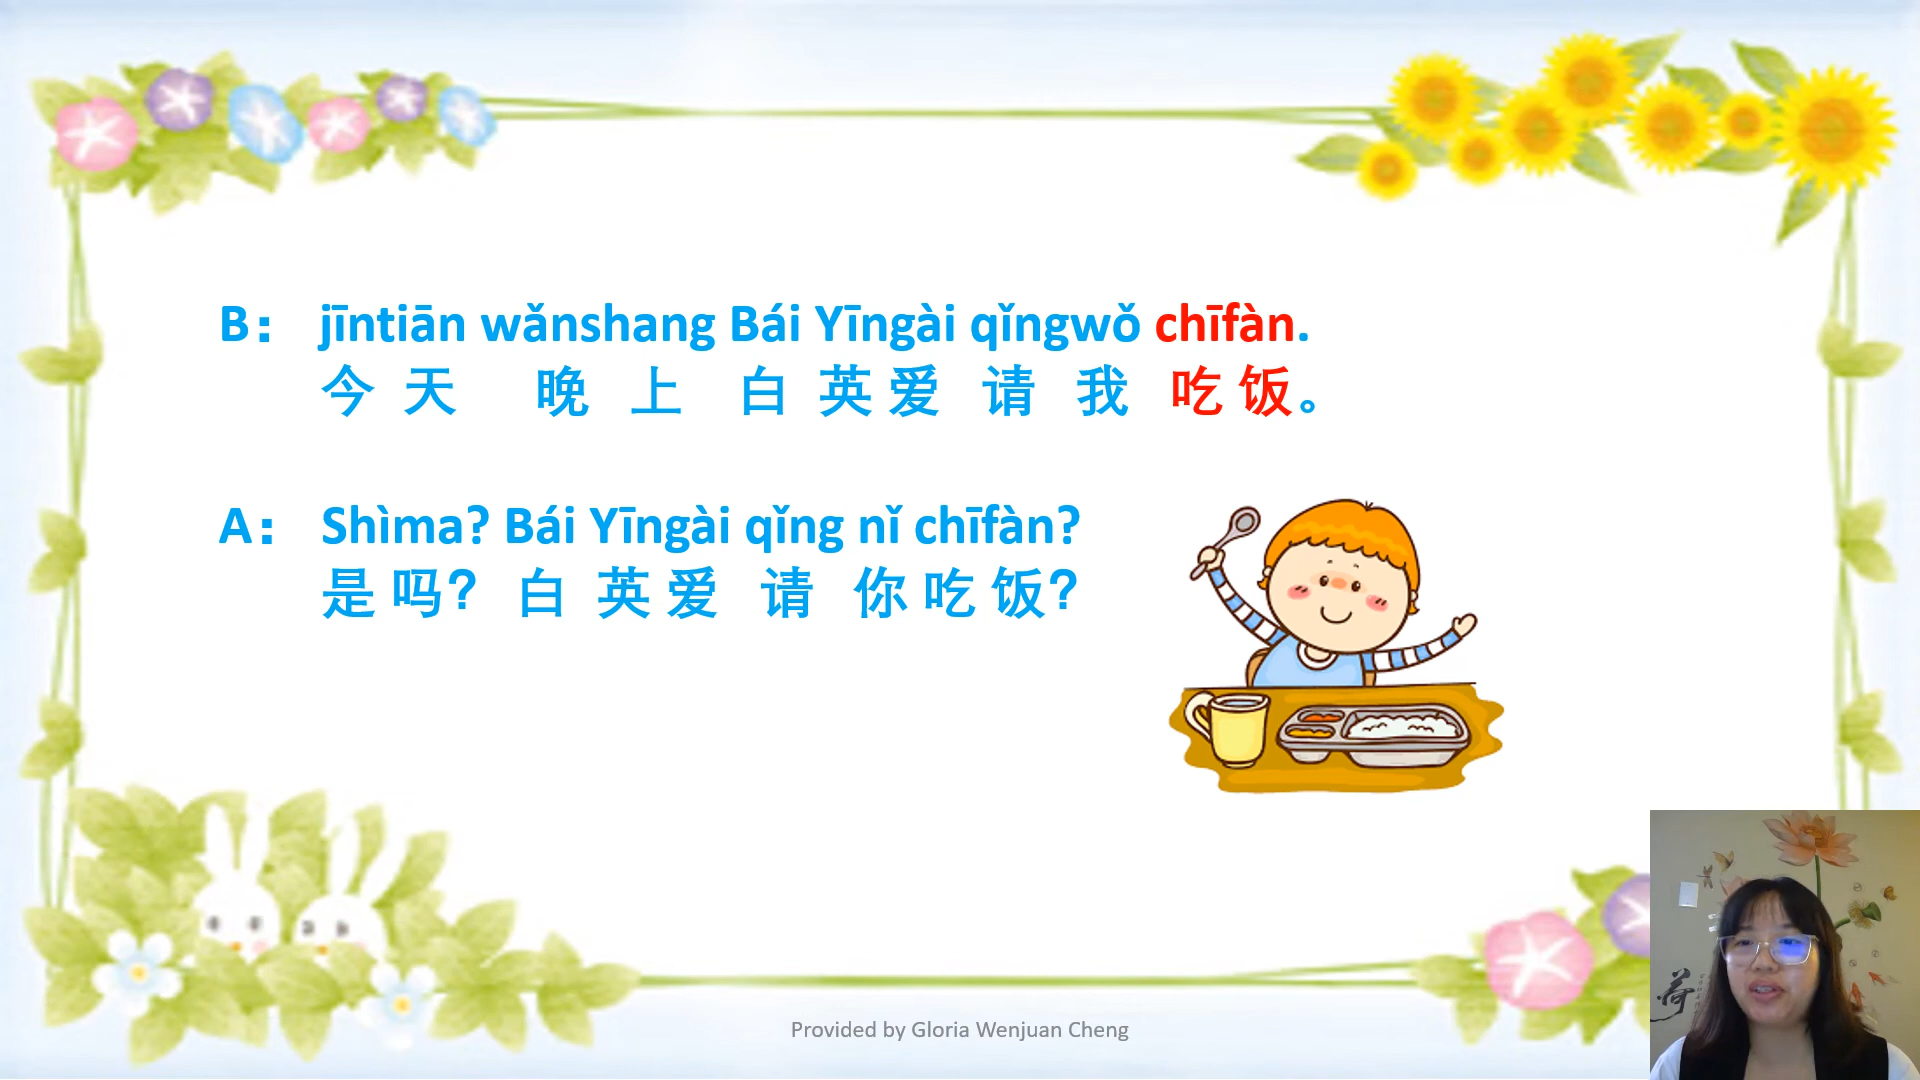 B： jīntiān wǎnshang Bái Yīngài qǐngwǒ chīfàn.
今天 晚上 白英爱 请我 吃饭。
A： Shìma? Bái Yīngài qǐng nǐ chīfàn?
是吗？ 白英爱 请 你吃饭？
荷
Provided by Gloria Wenjuan Cheng